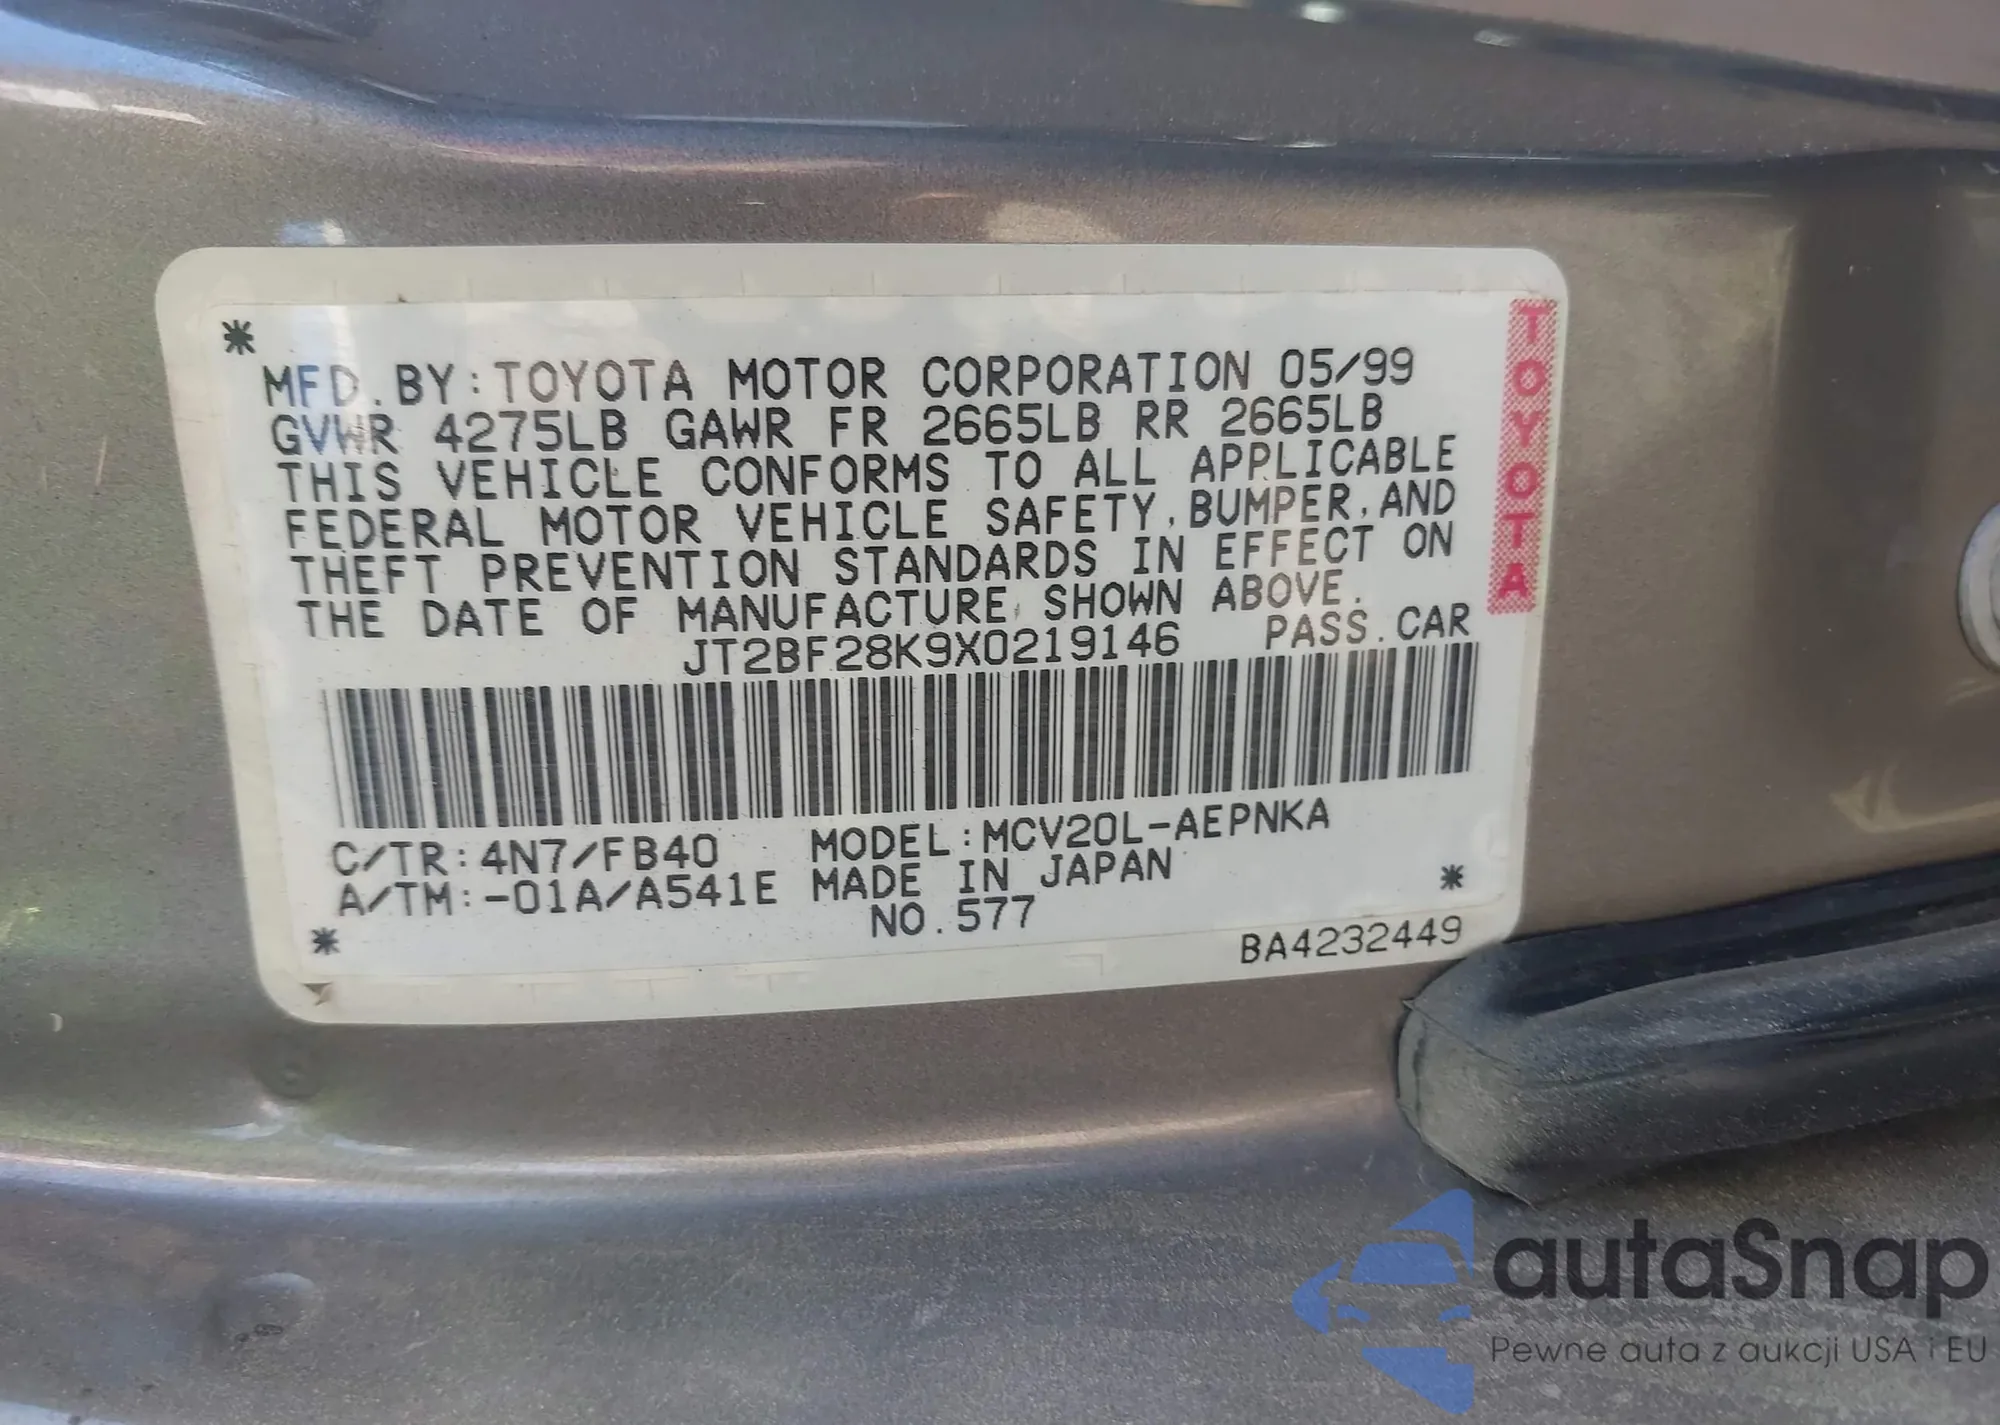 MFD.BY:TOYOTA MOTOR CORPORATION 05/99
GVWR 4275LB GAWR FR 2665LB RR 2665LB
THIS VEHICLE CONFORMS TO ALL APPLICABLE
FEDERAL MOTOR VEHICLE SAFETY, BUMPER, AND
THEFT PREVENTION STANDARDS IN EFFECT ON
THE DATE OF MANUFACTURE SHOWN ABOVE.
JT2BF28K9X0219146 PASS.CAR
C/TR:4N7/FB40 MODEL:MCV20L-AEPNKA
A/TM:-01A/A541E MADE IN JAPAN
NO.577
BA4232449
TOYOTA
autaSnap
Pewne auta z aukcji USA i EU